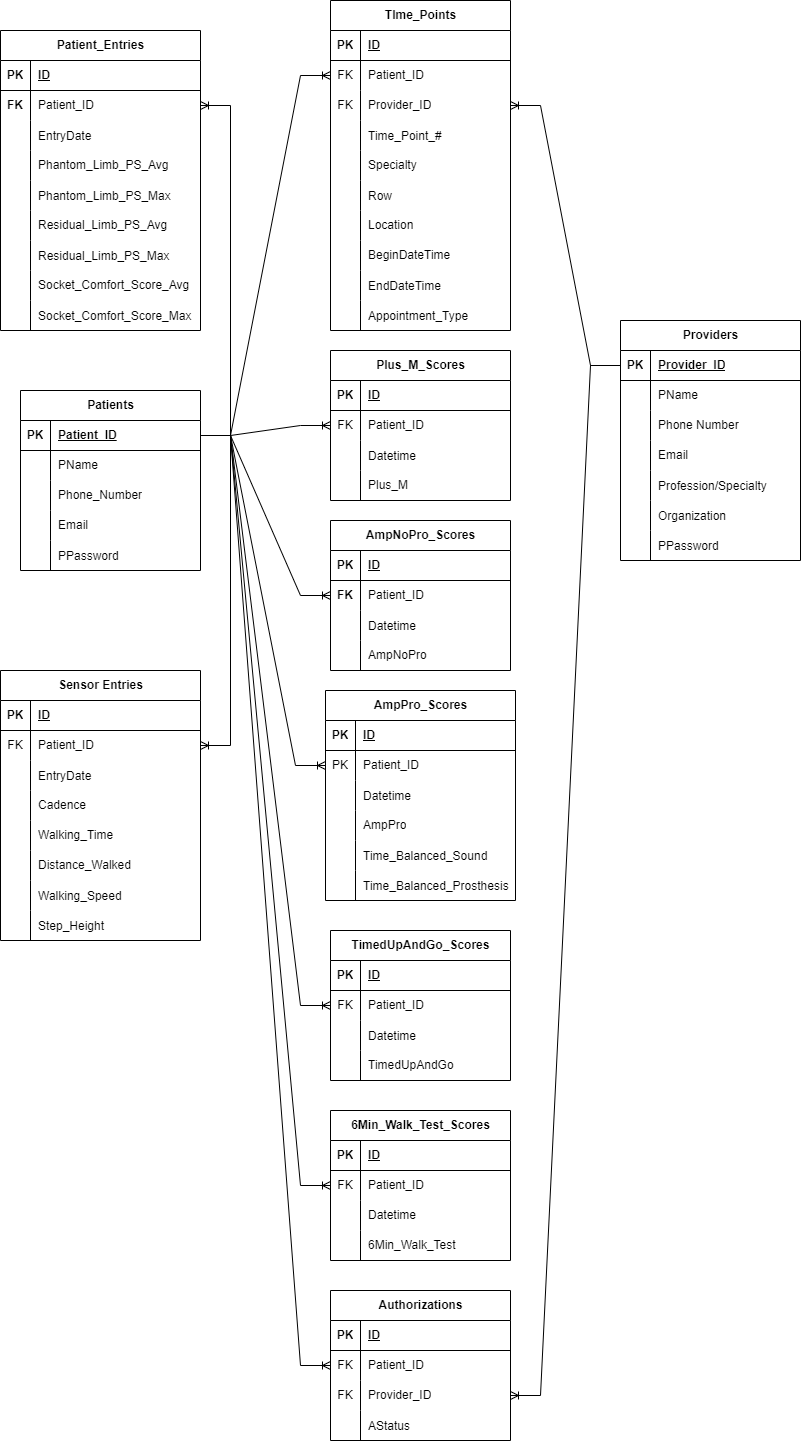 TIme_Points
PK ID
FK Patient_ID
FK Provider_ID
Time_Point_#
Specialty
Row
Location
BeginDateTime
EndDateTime
Appointment_Type
Patient_Entries
PK ID
FK Patient_ID
EntryDate
Phantom_Limb_PS_Avg
Phantom_Limb_PS_Max
Residual_Limb_PS_Avg
Residual_Limb_PS_Max
Socket_Comfort_Score_Avg
Socket_Comfort_Score_Max
Providers
PK Provider_ID
PName
Phone Number
Email
Profession/Specialty
Organization
PPassword
Plus_M_Scores
PK ID
FK Patient_ID
Datetime
Plus_M
Patients
PK Patient_ID
PName
Phone_Number
Email
PPassword
AmpNoPro_Scores
PK ID
FK Patient_ID
Datetime
AmpNoPro
Sensor Entries
PK ID
FK Patient_ID
EntryDate
Cadence
Walking_Time
Distance_Walked
Walking_Speed
Step_Height
AmpPro_Scores
PK ID
PK Patient_ID
Datetime
AmpPro
Time_Balanced_Sound
Time_Balanced_Prosthesis
TimedUpAndGo_Scores
PK ID
FK Patient_ID
Datetime
TimedUpAndGo
6Min_Walk_Test_Scores
PK ID
FK Patient_ID
Datetime
6Min_Walk_Test
Authorizations
PK ID
FK Patient_ID
FK Provider_ID
AStatus